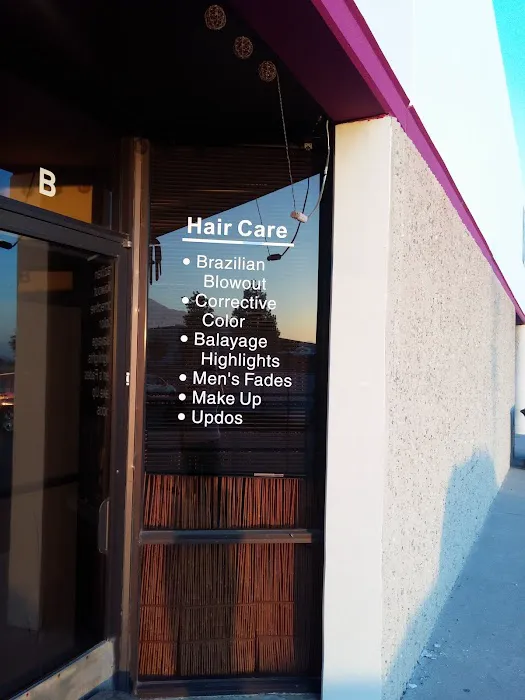 B
Hair Care
• Brazilian
Blowout
• Corrective
Color
• Balayage
Highlights
• Men's Fades
• Make Up
• Updos